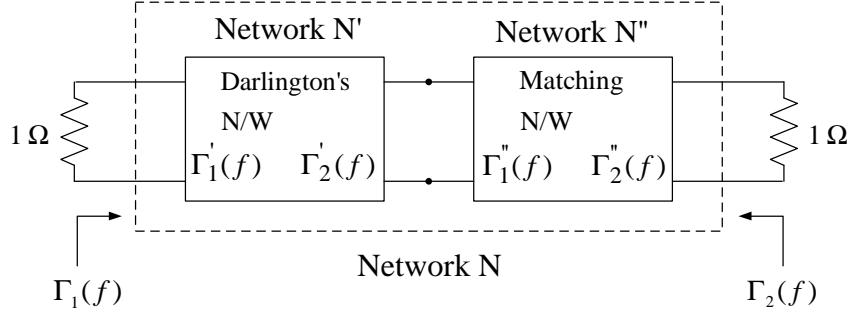 Network N'
Network N"
Darlington's
N/W
Γ'₁(f) Γ'₂(f)
Matching
N/W
Γ"₁(f) Γ"₂(f)
1 Ω
1 Ω
Network N
Γ₁(f)
Γ₂(f)